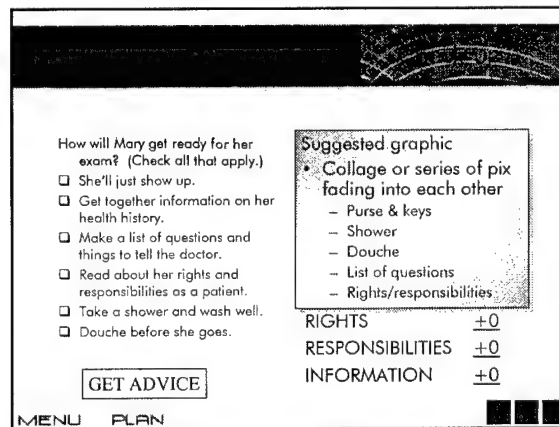 How will Mary get ready for her
exam? (Check all that apply.)
❑ She'll just show up.
❑ Get together information on her
health history.
❑ Make a list of questions and
things to tell the doctor.
❑ Read about her rights and
responsibilities as a patient.
❑ Take a shower and wash well.
❑ Douche before she goes.
GET ADVICE
Suggested graphic
• Collage or series of pix
fading into each other
– Purse & keys
– Shower
– Douche
– List of questions
– Rights/responsibilities
RIGHTS +0
RESPONSIBILITIES +0
INFORMATION +0
MENU PLAN